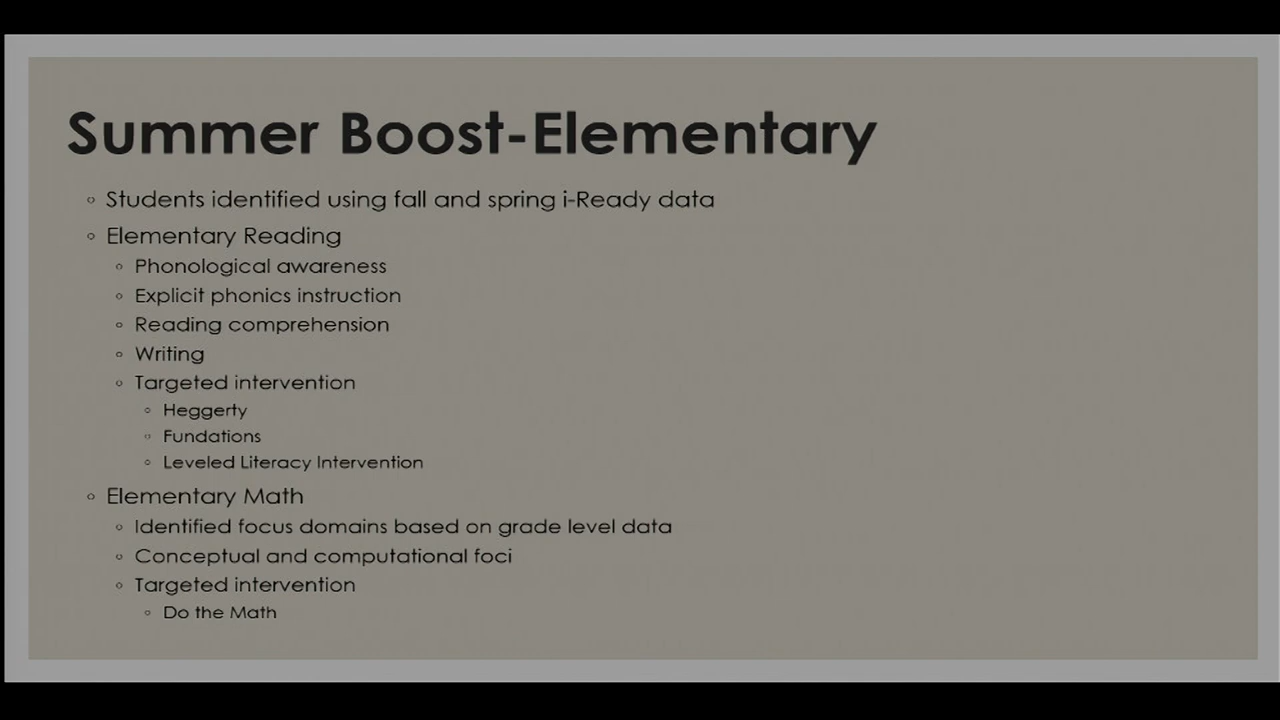 Summer Boost-Elementary
◦ Students identified using fall and spring i-Ready data
◦ Elementary Reading
◦ Phonological awareness
◦ Explicit phonics instruction
◦ Reading comprehension
◦ Writing
◦ Targeted intervention
◦ Heggerty
◦ Fundations
◦ Leveled Literacy Intervention
◦ Elementary Math
◦ Identified focus domains based on grade level data
◦ Conceptual and computational foci
◦ Targeted intervention
◦ Do the Math